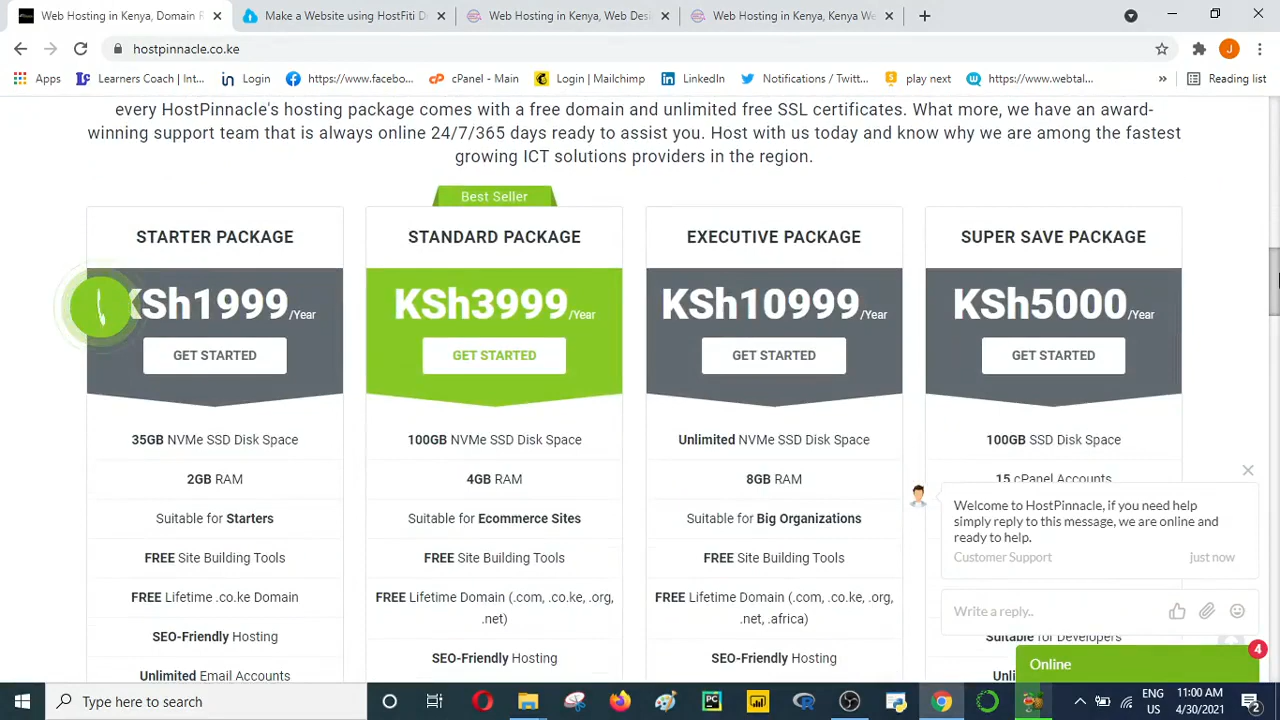 Web Hosting in Kenya, Domain R
Make a Website using HostFiti D
Web Hosting in Kenya, Web Desi
Web Hosting in Kenya, Kenya We
hostpinnacle.co.ke
Apps
Learners Coach | Int...
Login
https://www.facebo...
cPanel - Main
Login | Mailchimp
LinkedIn
Notifications / Twitt...
play next
https://www.webtal...
»
Reading list
every HostPinnacle's hosting package comes with a free domain and unlimited free SSL certificates. What more, we have an award-
winning support team that is always online 24/7/365 days ready to assist you. Host with us today and know why we are among the fastest
growing ICT solutions providers in the region.
Best Seller
STARTER PACKAGE
STANDARD PACKAGE
EXECUTIVE PACKAGE
SUPER SAVE PACKAGE
KSh1999/Year
KSh3999/Year
KSh10999/Year
KSh5000/Year
GET STARTED
GET STARTED
GET STARTED
GET STARTED
35GB NVMe SSD Disk Space
100GB NVMe SSD Disk Space
Unlimited NVMe SSD Disk Space
100GB SSD Disk Space
2GB RAM
4GB RAM
8GB RAM
15 cPanel Accounts
Suitable for Starters
Suitable for Ecommerce Sites
Suitable for Big Organizations
FREE Site Building Tools
FREE Site Building Tools
FREE Site Building Tools
FREE Lifetime .co.ke Domain
FREE Lifetime Domain (.com, .co.ke, .org,
.net)
FREE Lifetime Domain (.com, .co.ke, .org,
.net, .africa)
SEO-Friendly Hosting
SEO-Friendly Hosting
SEO-Friendly Hosting
Suitable for Developers
Unlimited Email Accounts
Welcome to HostPinnacle, if you need help
simply reply to this message, we are online and
ready to help.
Customer Support
just now
Write a reply..
Online
4
Type here to search
ENG
US
11:00 AM
4/30/2021
2